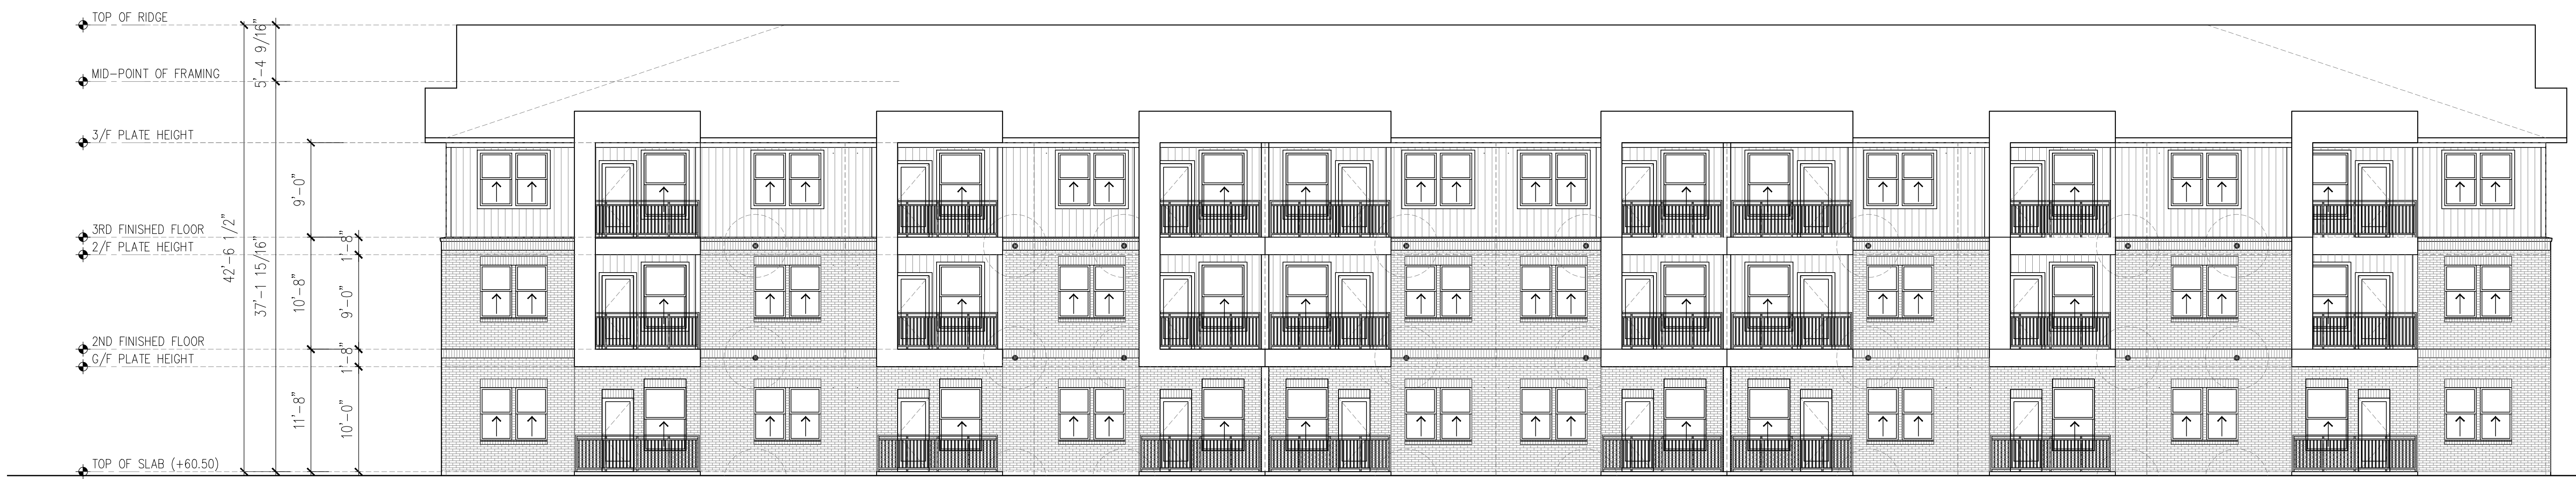 TOP OF RIDGE
5'-4 9/16"
MID-POINT OF FRAMING
3/F PLATE HEIGHT
9'-0"
42'-6 1/2"
37'-1 15/16"
3RD FINISHED FLOOR
2/F PLATE HEIGHT
1'-8"
10'-8"
9'-0"
2ND FINISHED FLOOR
G/F PLATE HEIGHT
1'-8"
11'-8"
10'-0"
TOP OF SLAB (+60.50)